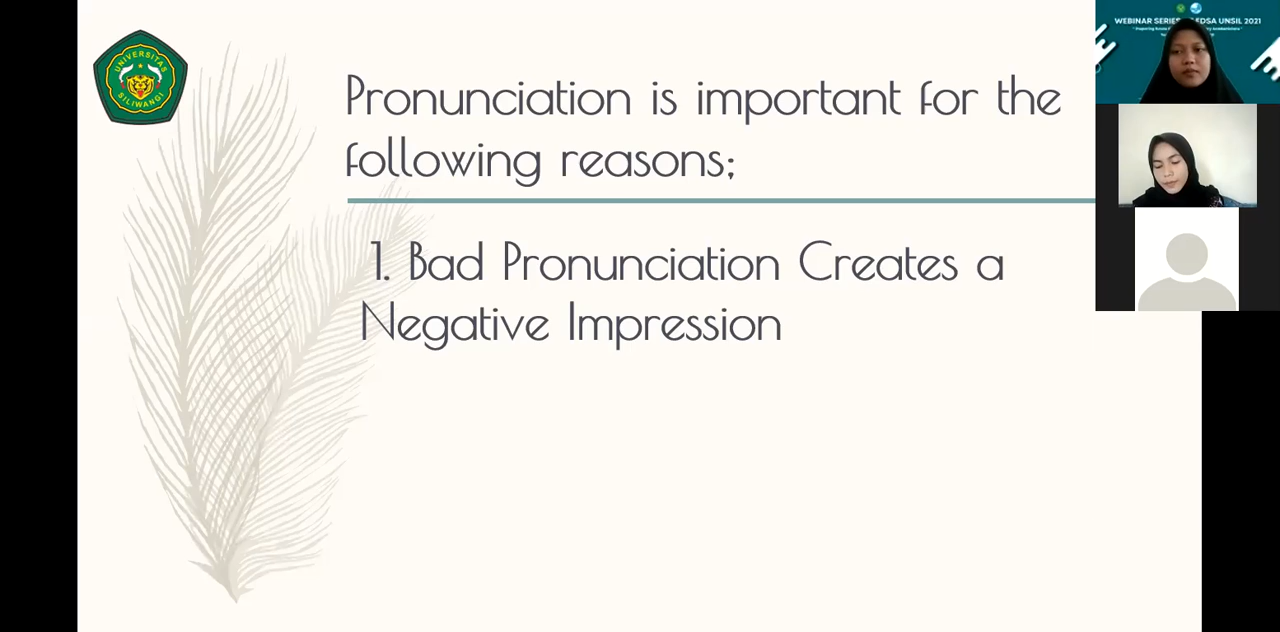 UNIVERSITAS
SILIWANGI
Pronunciation is important for the
following reasons;
1. Bad Pronunciation Creates a
Negative Impression
WEBINAR SERIES EDSA UNSIL 2021